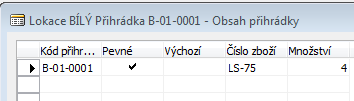 Lokace BÍLÝ Přihrádka B-01-0001 - Obsah přihrádky
Kód přihr... Pevné Výchozí Číslo zboží Množství
B-01-0001 LS-75 4